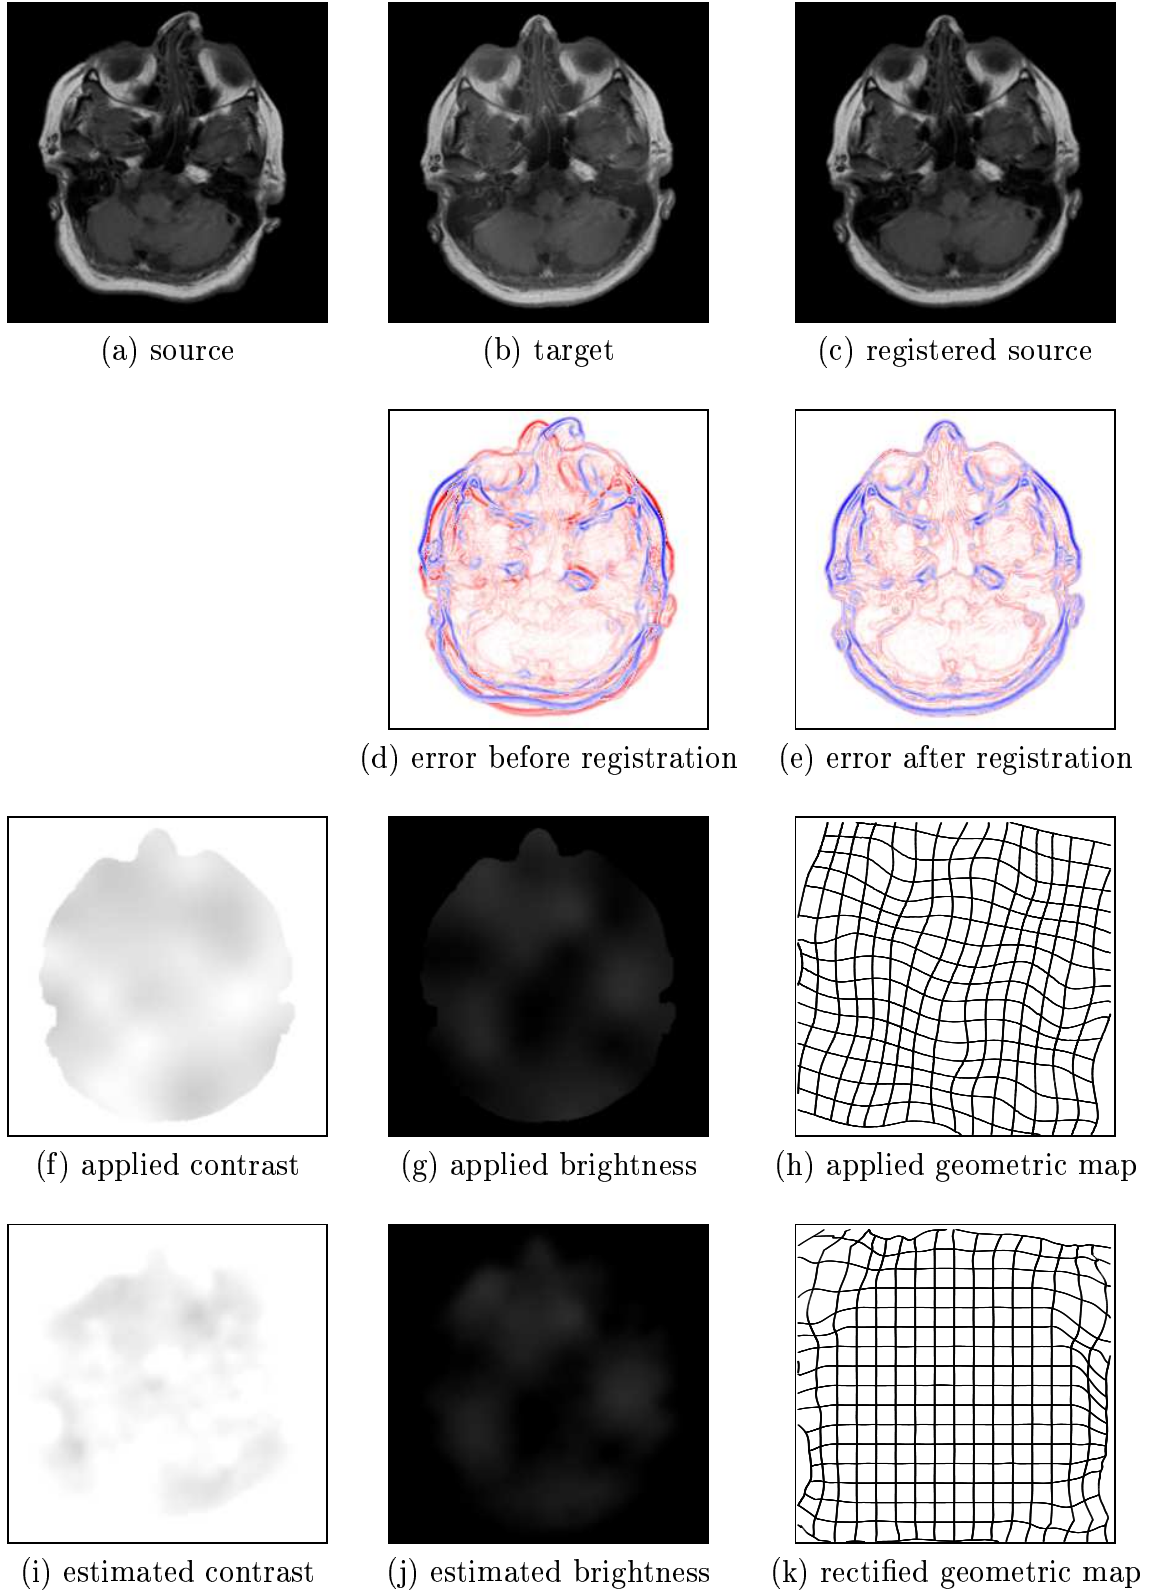 (a) source
(b) target
(c) registered source
(d) error before registration
(e) error after registration
(f) applied contrast
(g) applied brightness
(h) applied geometric map
(i) estimated contrast
(j) estimated brightness
(k) rectified geometric map